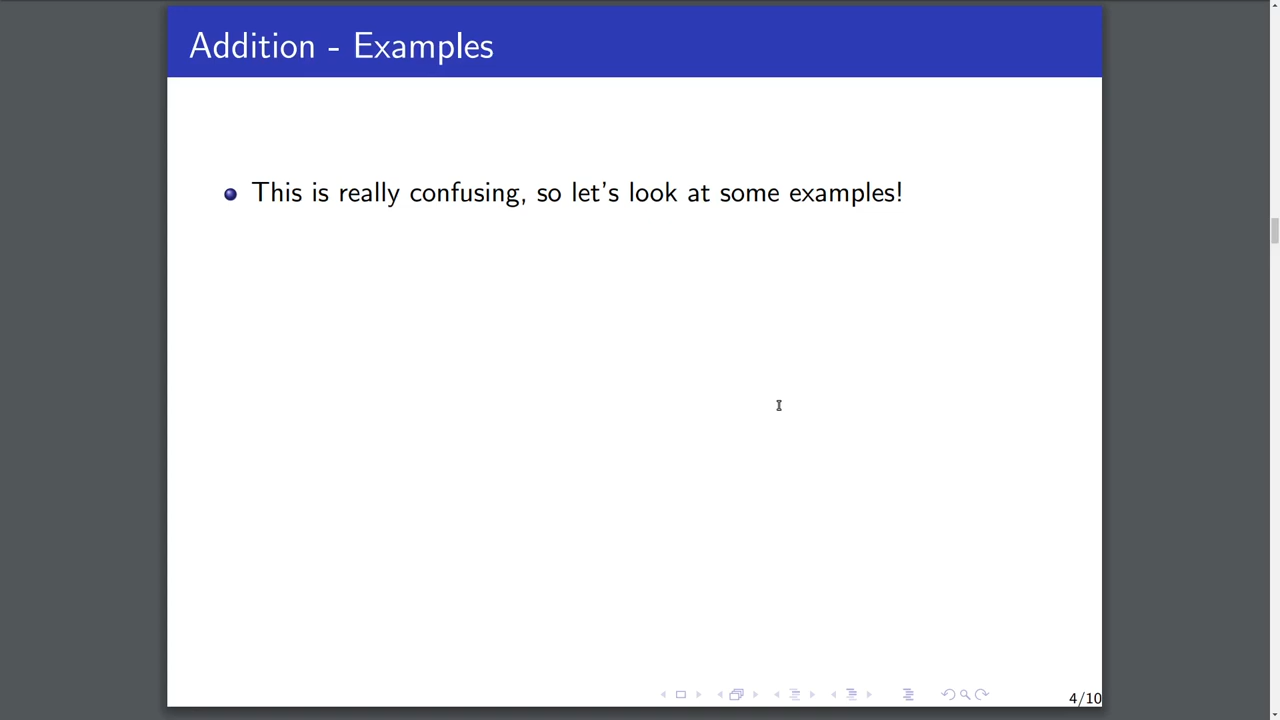 Addition - Examples
This is really confusing, so let's look at some examples!
4/10